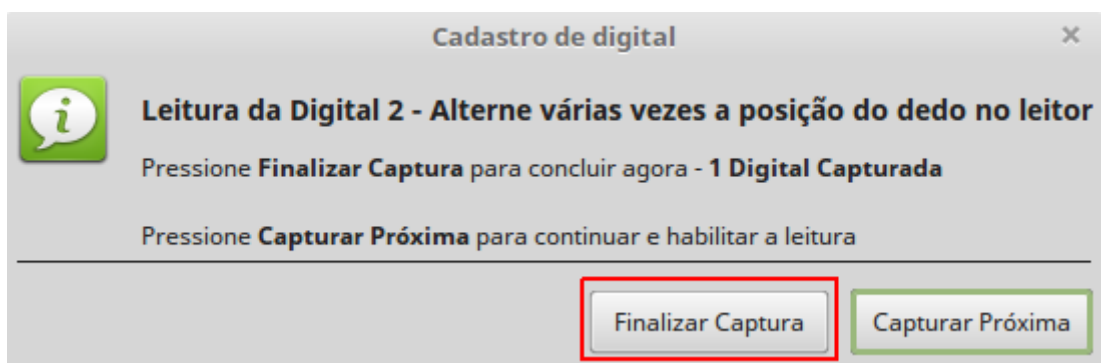 Cadastro de digital
Leitura da Digital 2 - Alterne várias vezes a posição do dedo no leitor
Pressione Finalizar Captura para concluir agora - 1 Digital Capturada
Pressione Capturar Próxima para continuar e habilitar a leitura
Finalizar Captura
Capturar Próxima